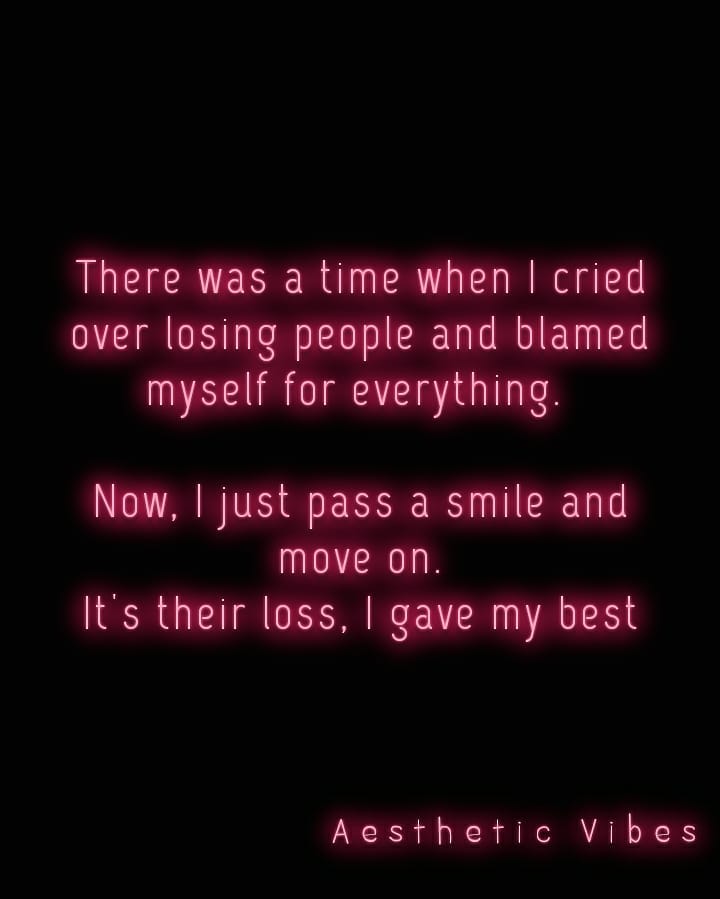 There was a time when I cried
over losing people and blamed
myself for everything.
Now, I just pass a smile and
move on.
It's their loss, I gave my best
Aesthetic Vibes